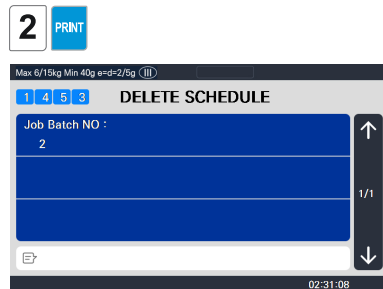 2 PRINT
Max 6/15kg Min 40g e=d=2/5g III
1 4 5 3 DELETE SCHEDULE
Job Batch NO :
2
1/1
02:31:08